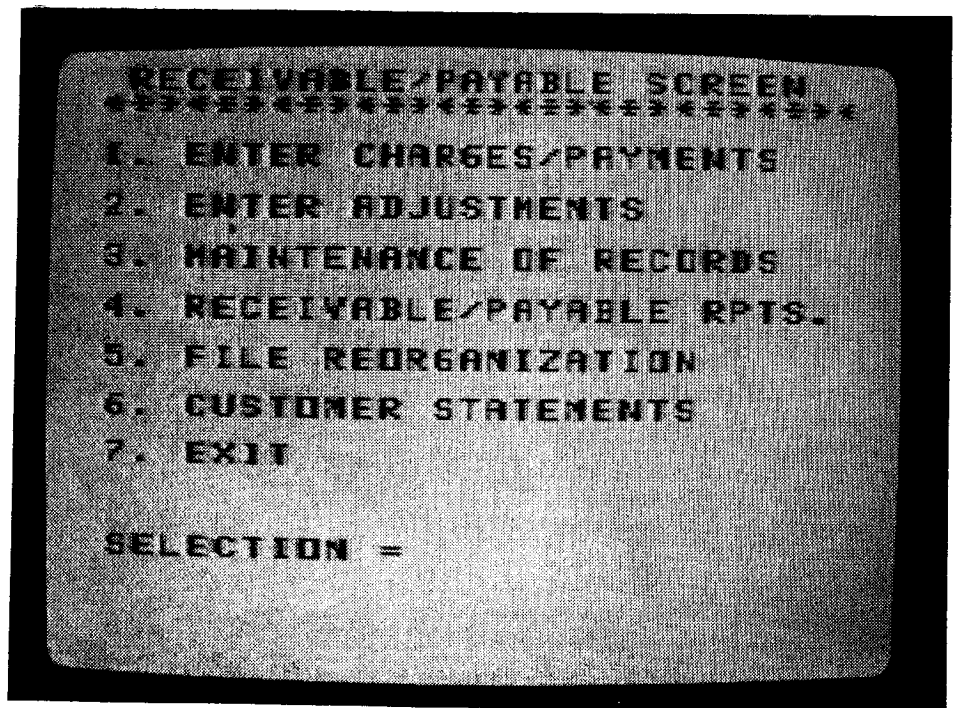 RECEIVABLE/PAYABLE SCREEN
1. ENTER CHARGES/PAYMENTS
2. ENTER ADJUSTMENTS
3. MAINTENANCE OF RECORDS
4. RECEIVABLE/PAYABLE RPTS.
5. FILE REORGANIZATION
6. CUSTOMER STATEMENTS
7. EXIT
SELECTION =